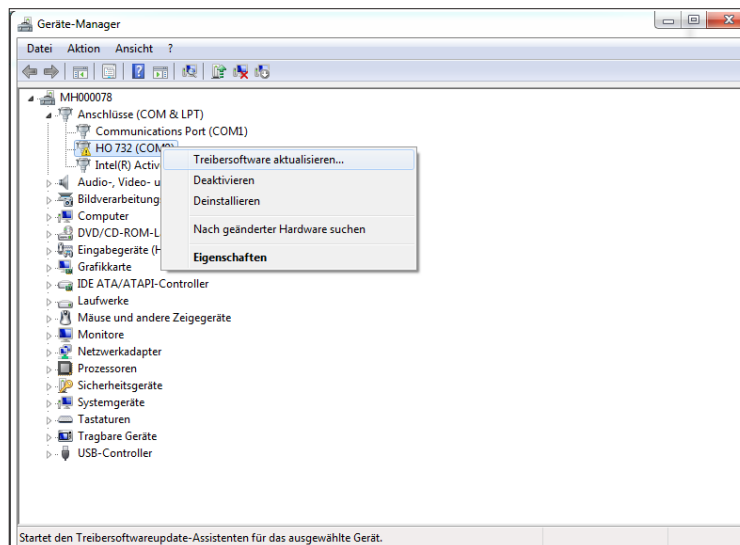 Geräte-Manager
Datei Aktion Ansicht ?
MH000078
Anschlüsse (COM & LPT)
Communications Port (COM1)
HO 732 (COM9)
Intel(R) Activ
Audio-, Video- u
Bildverarbeitung
Computer
DVD/CD-ROM-L
Eingabegeräte (H
Grafikkarte
IDE ATA/ATAPI-Controller
Laufwerke
Mäuse und andere Zeigegeräte
Monitore
Netzwerkadapter
Prozessoren
Sicherheitsgeräte
Systemgeräte
Tastaturen
Tragbare Geräte
USB-Controller
Treibersoftware aktualisieren...
Deaktivieren
Deinstallieren
Nach geänderter Hardware suchen
Eigenschaften
Startet den Treibersoftwareupdate-Assistenten für das ausgewählte Gerät.